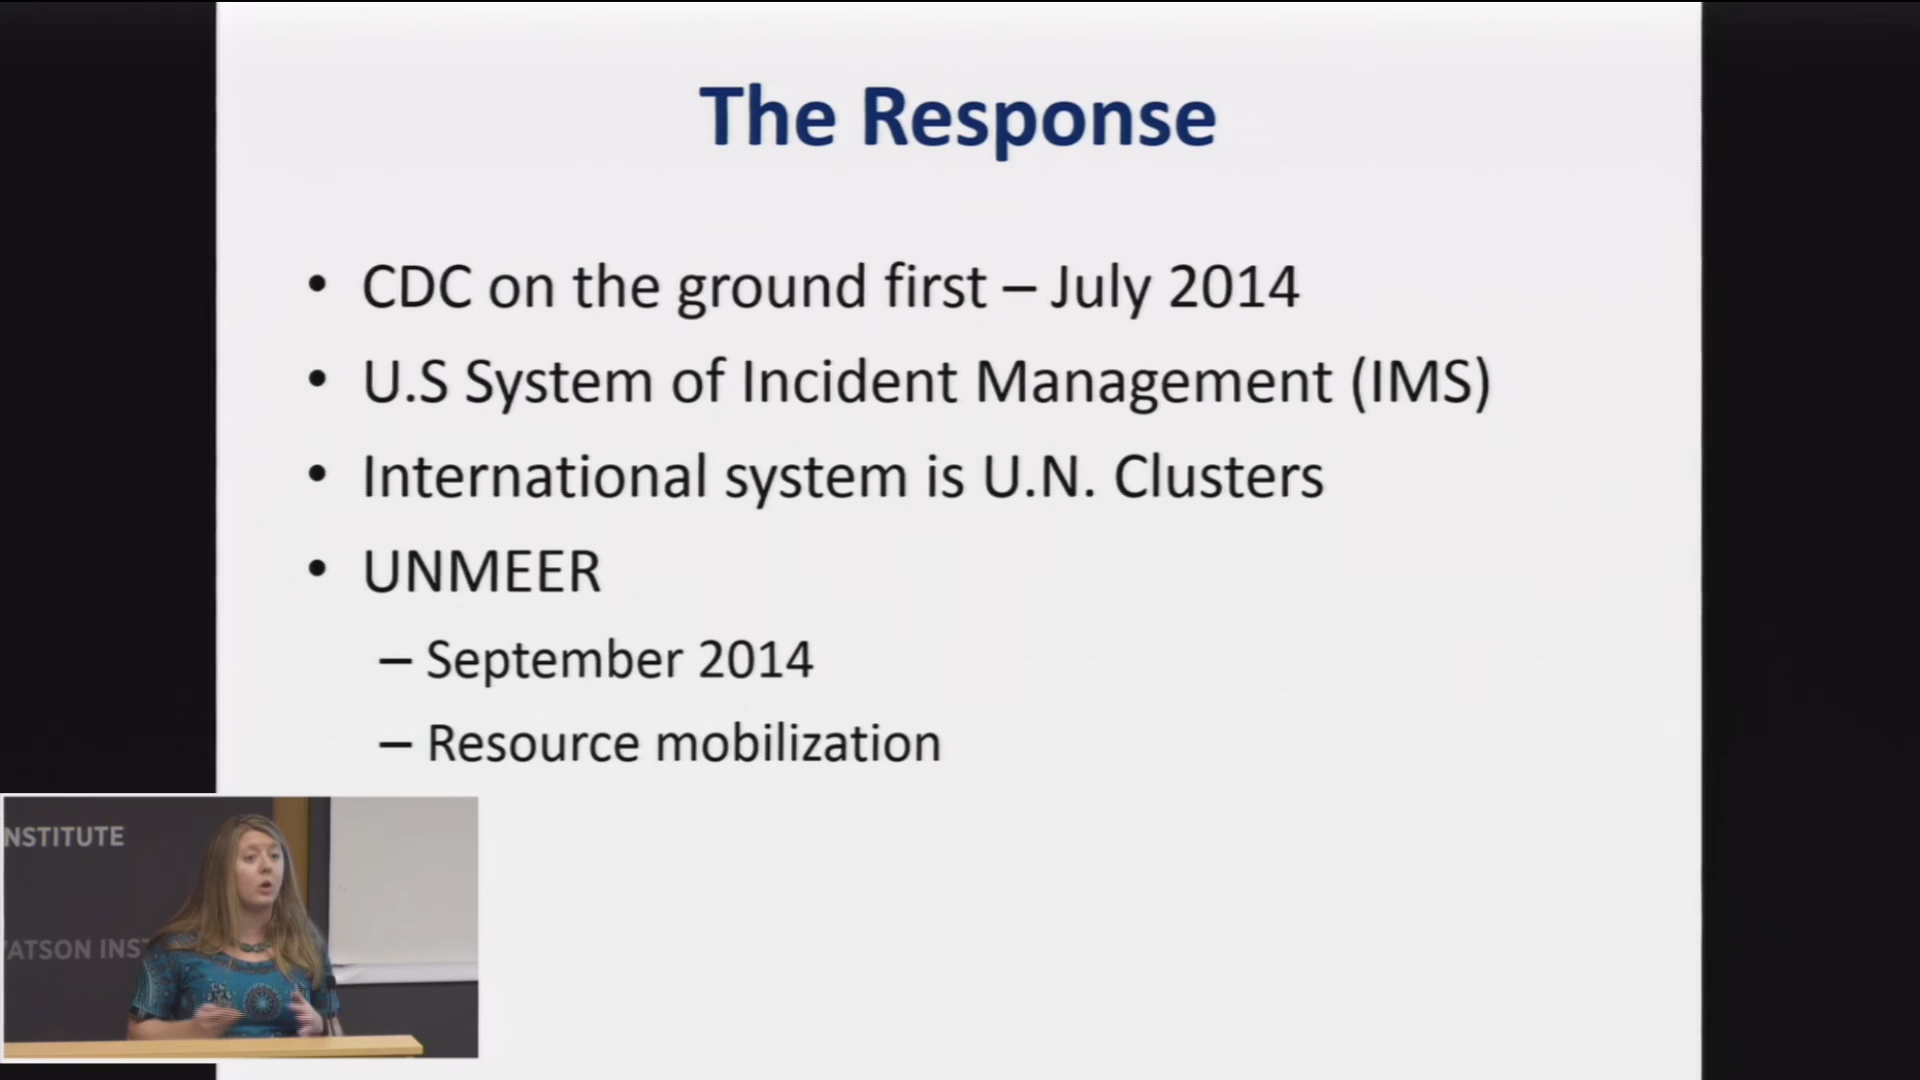 The Response
• CDC on the ground first – July 2014
• U.S System of Incident Management (IMS)
• International system is U.N. Clusters
• UNMEER
– September 2014
– Resource mobilization
NSTITUTE
ATSON INST